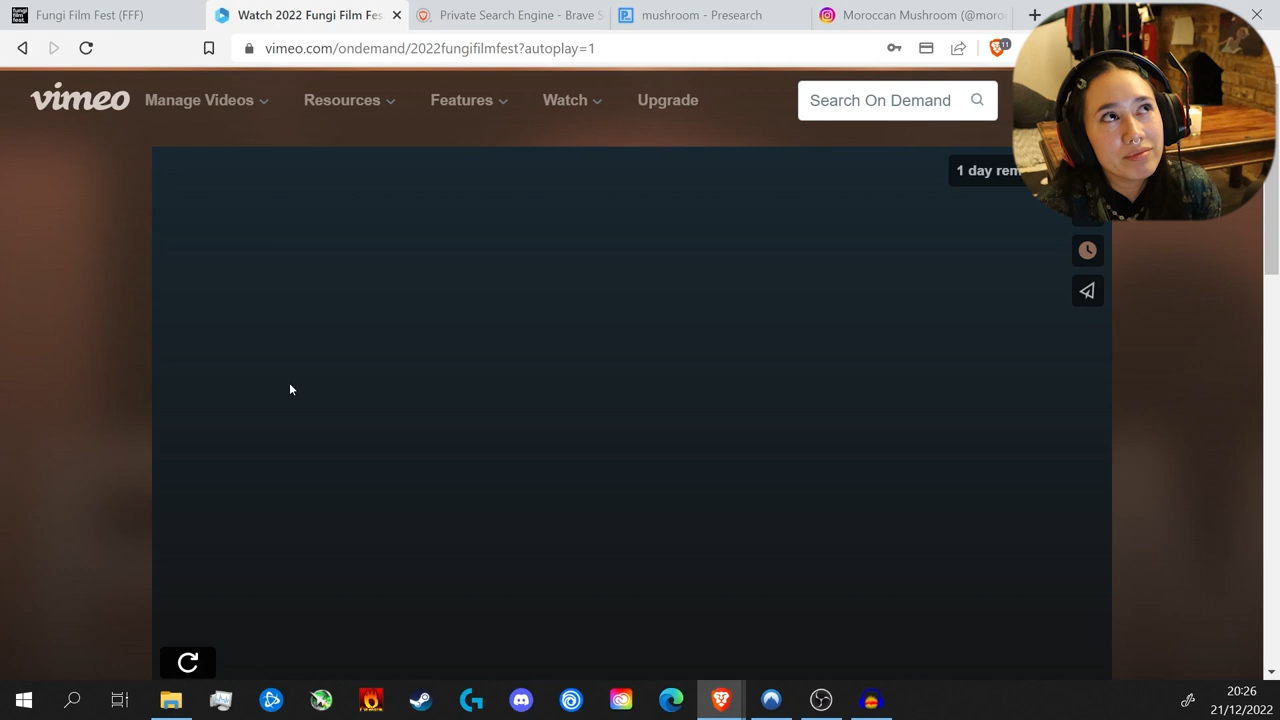 Fungi Film Fest (FFF)
Watch 2022 Fungi Film Fes
Private Search Engine - Brave S
mushroom - Presearch
Moroccan Mushroom (@moro
vimeo.com/ondemand/2022fungifilmfest?autoplay=1
11
vimeo
Manage Videos
Resources
Features
Watch
Upgrade
Search On Demand
1 day rem
20:26
21/12/2022